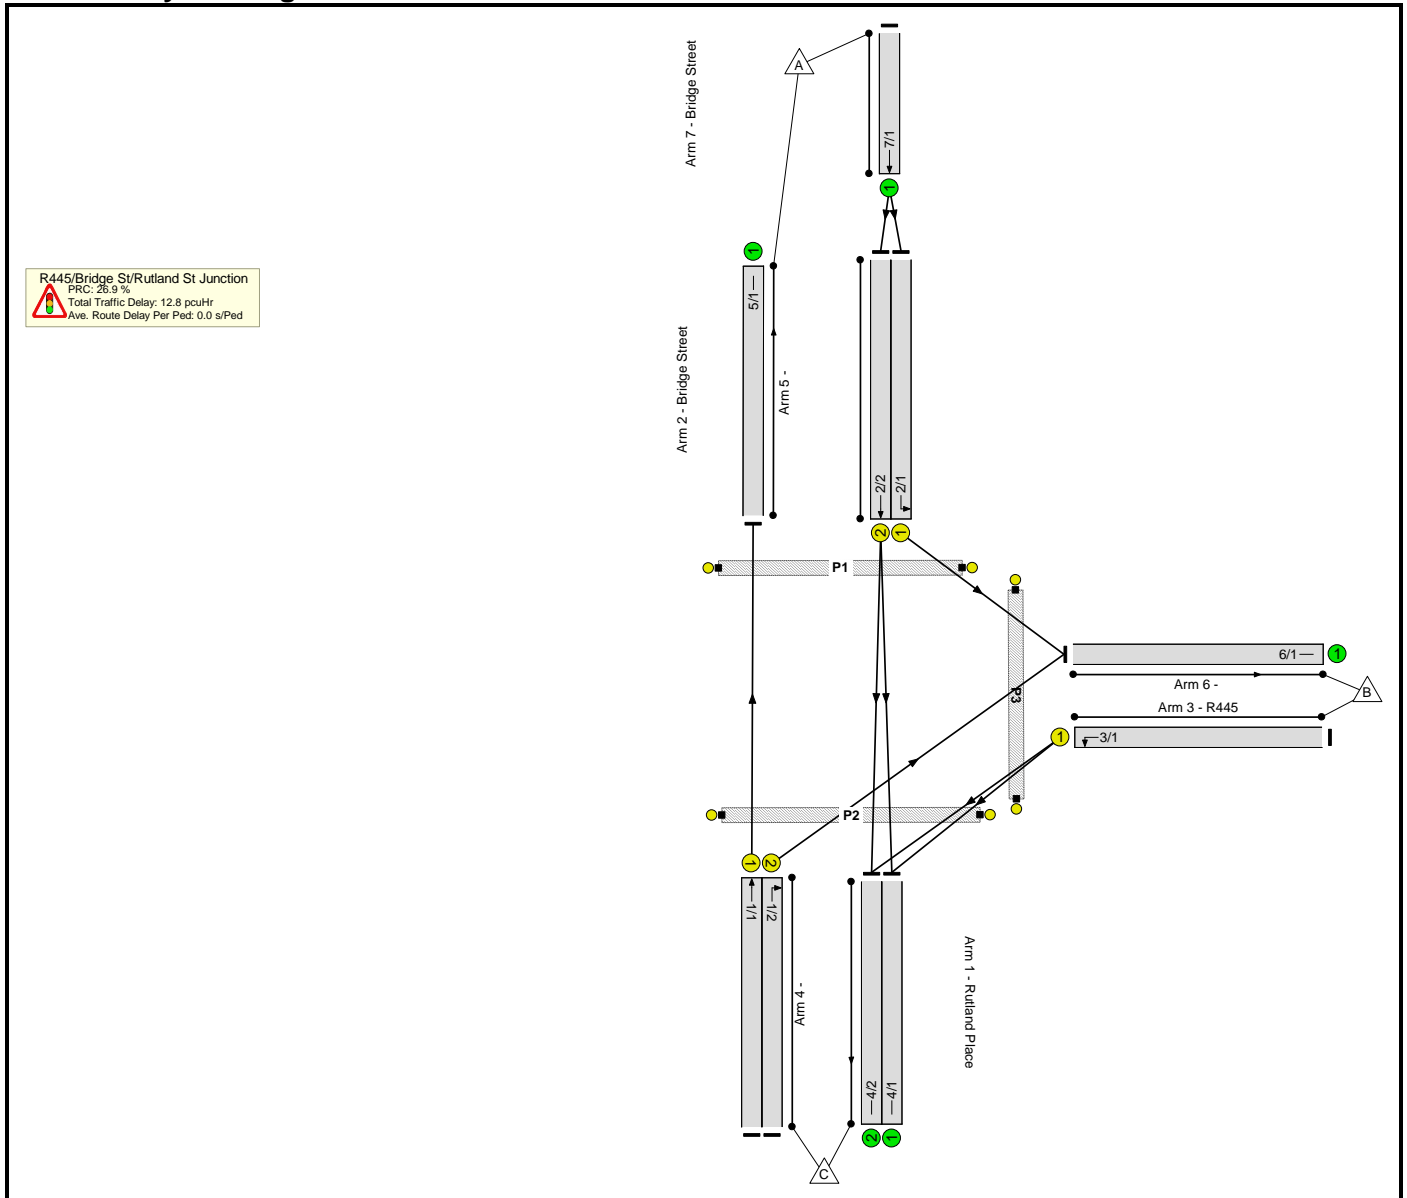 Arm 7 - Bridge Street
A
7/1
1
R445/Bridge St/Rutland St Junction
PRC: 26.9 %
Total Traffic Delay: 12.8 pcuHr
Ave. Route Delay Per Ped: 0.0 s/Ped
1
5/1
Arm 2 - Bridge Street
Arm 5 -
2/2
2/1
2
1
P1
P3
6/1
1
Arm 6 -
B
Arm 3 - R445
1
3/1
P2
1
2
1/1
1/2
Arm 4 -
Arm 1 - Rutland Place
4/2
4/1
2
1
C